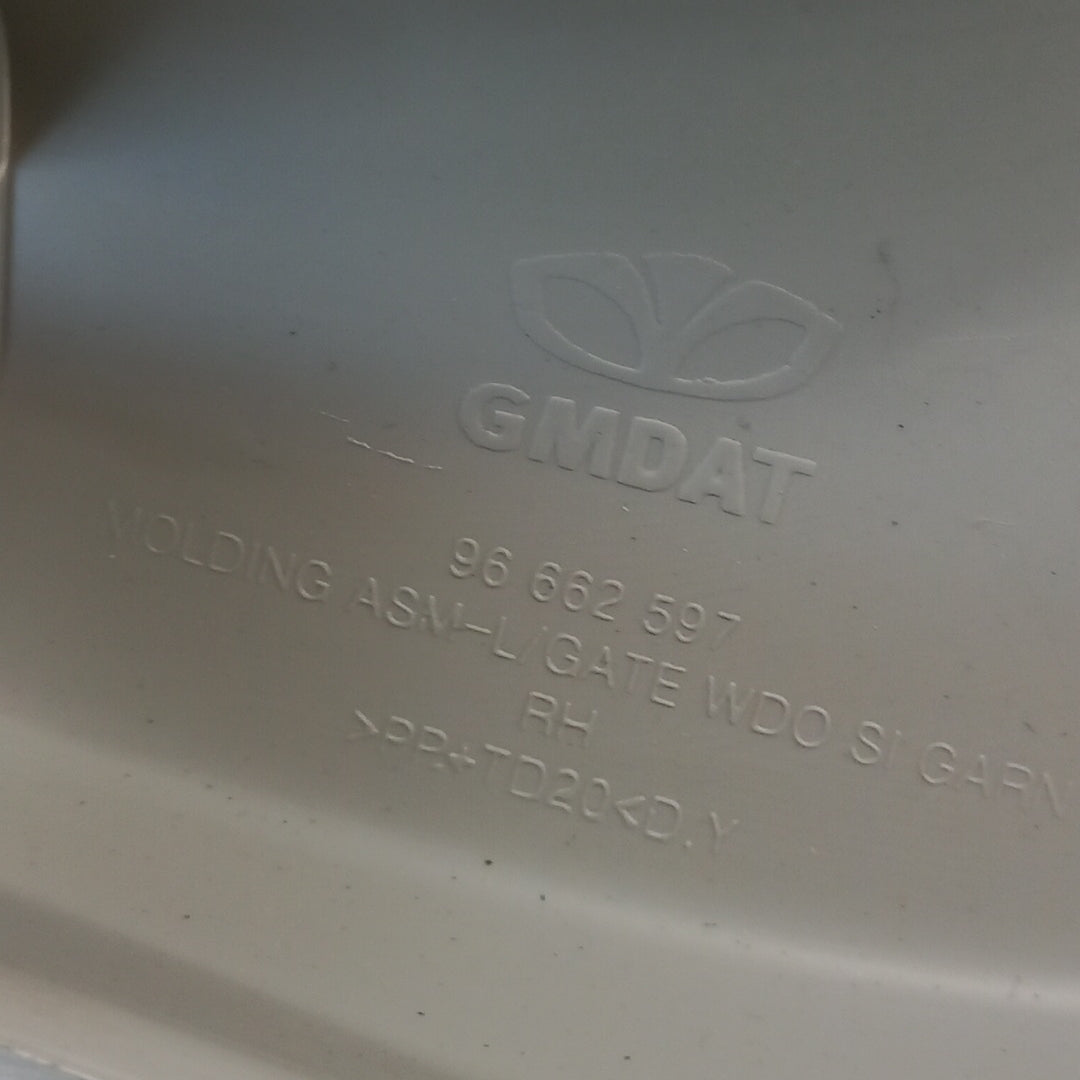 GMDAT
96 662 597
MOLDING ASM-L/GATE WDO SI GARN
RH
>PP+TD20<D.Y